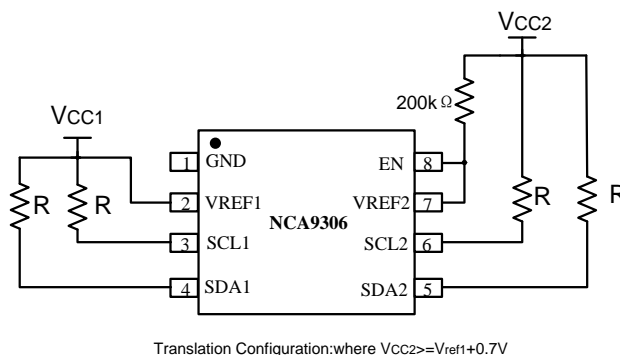 VCC2
200k Ω
VCC1
1 GND EN 8
R R 2 VREF1 VREF2 7 R R
NCA9306
3 SCL1 SCL2 6
4 SDA1 SDA2 5
Translation Configuration:where VCC2>=Vref1+0.7V